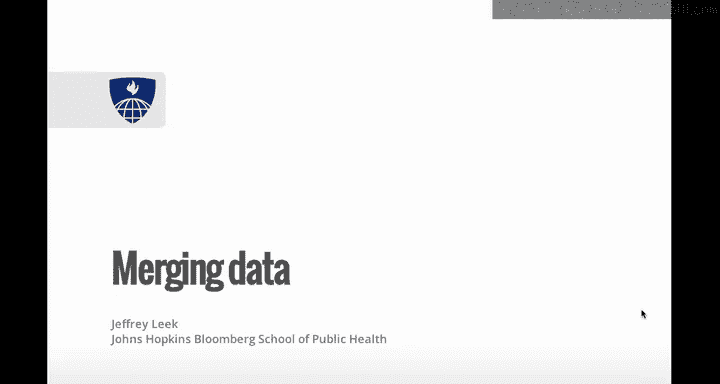 Merging data
Jeffrey Leek
Johns Hopkins Bloomberg School of Public Health